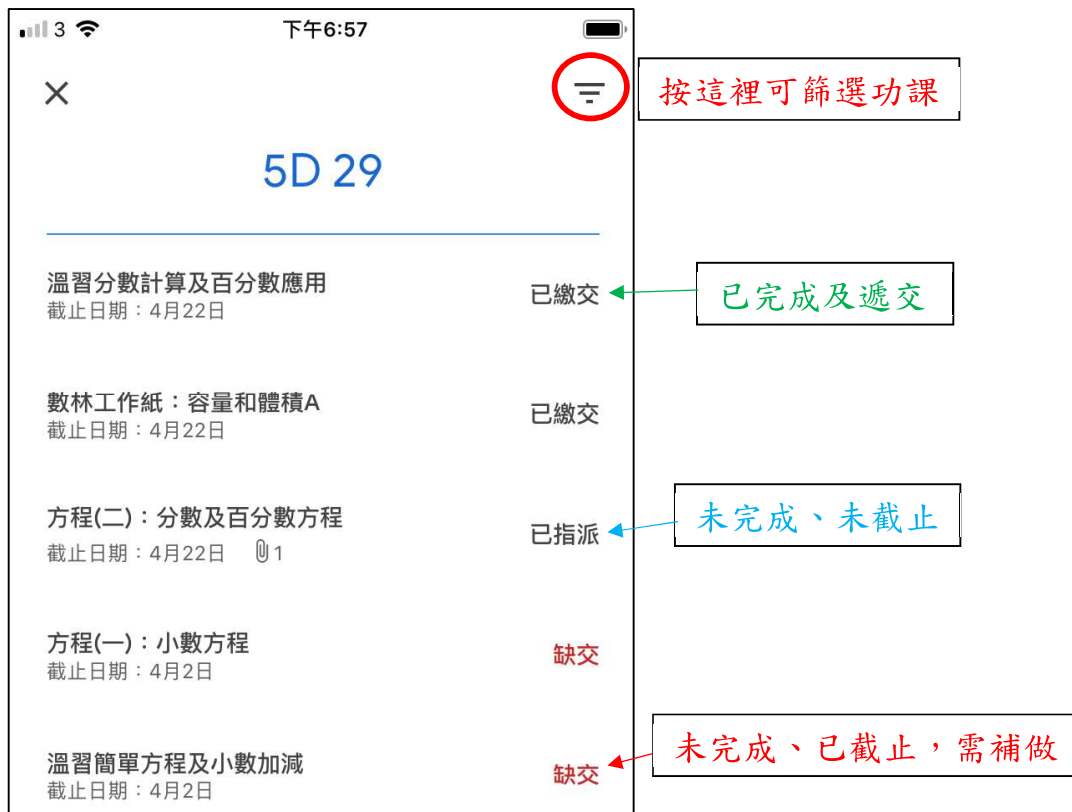 3 下午6:57
按這裡可篩選功課
5D 29
溫習分數計算及百分數應用
截止日期：4月22日
已繳交
已完成及遞交
數林工作紙：容量和體積A
截止日期：4月22日
已繳交
方程(二)：分數及百分數方程
截止日期：4月22日 1
已指派
未完成、未截止
方程(一)：小數方程
截止日期：4月2日
缺交
溫習簡單方程及小數加減
截止日期：4月2日
缺交
未完成、已截止，需補做